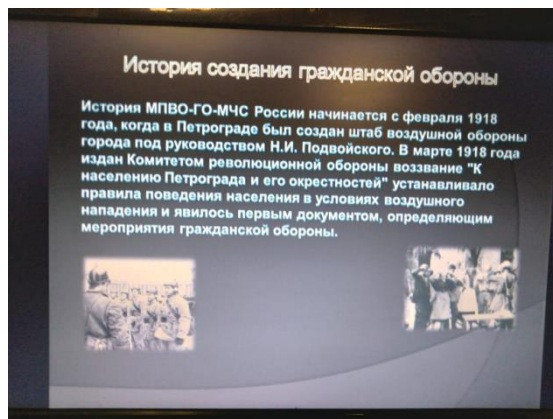 История создания гражданской обороны
История МПВО-ГО-МЧС России начинается с февраля 1918
года, когда в Петрограде был создан штаб воздушной обороны
города под руководством Н.И. Подвойского. В марте 1918 года
издан Комитетом революционной обороны воззвание "К
населению Петрограда и его окрестностей" устанавливало
правила поведения населения в условиях воздушного
нападения и явилось первым документом, определяющим
мероприятия гражданской обороны.